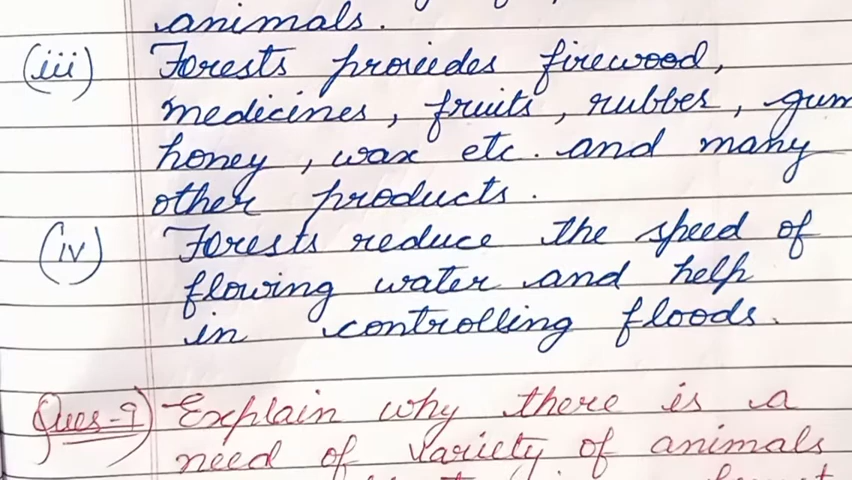 animals.
(iii) Forests proviedes firewood,
medicines, fruits, rubber, gum
honey, wax etc. and many
other products.
(iv) Forests reduce the speed of
flowing water and help
in controlling floods.
Ques-9) Explain why there is a
need of variety of animals